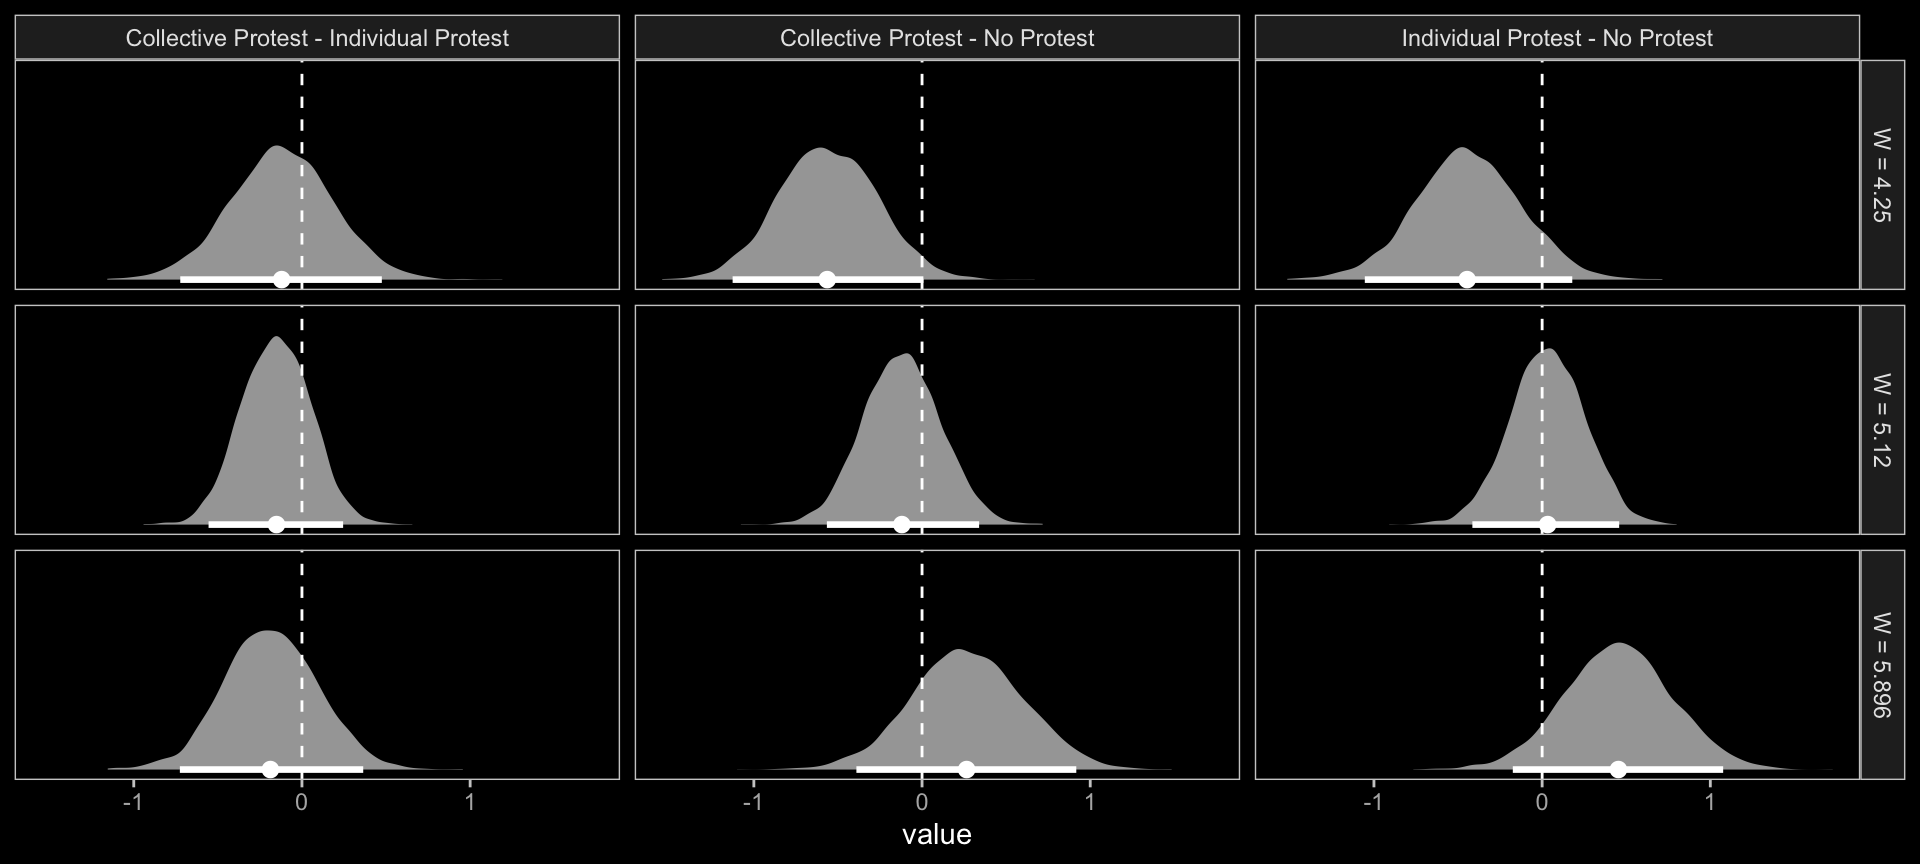 Collective Protest - Individual Protest
Collective Protest - No Protest
Individual Protest - No Protest
W = 4.25
W = 5.12
W = 5.896
-1 0 1
-1 0 1
-1 0 1
value